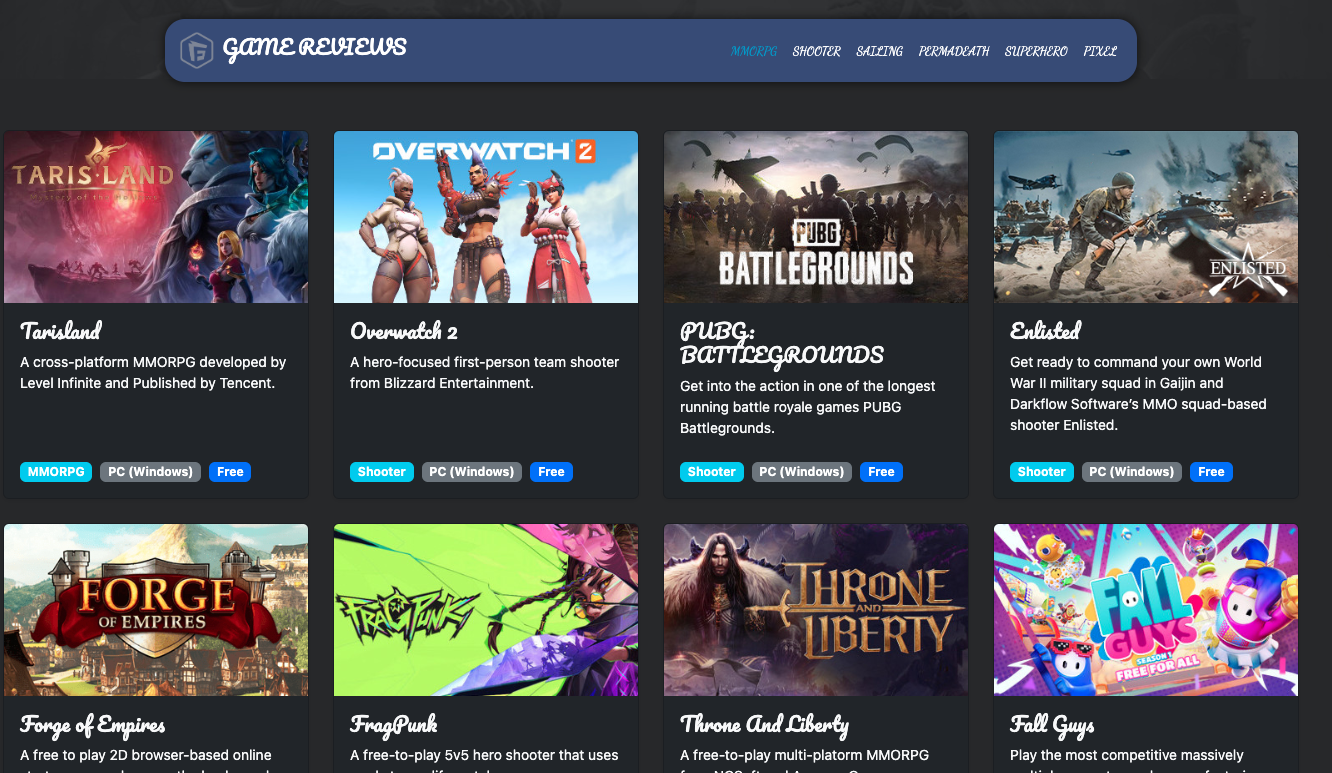 GAME REVIEWS
MMORPG SHOOTER SAILING PERMADEATH SUPERHERO PIXEL
TARISLAND
OVERWATCH 2
PUBG
BATTLEGROUNDS
ENLISTED
Tarisland
A cross-platform MMORPG developed by
Level Infinite and Published by Tencent.
MMORPG PC (Windows) Free
Overwatch 2
A hero-focused first-person team shooter
from Blizzard Entertainment.
Shooter PC (Windows) Free
PUBG:
BATTLEGROUNDS
Get into the action in one of the longest
running battle royale games PUBG
Battlegrounds.
Shooter PC (Windows) Free
Enlisted
Get ready to command your own World
War II military squad in Gaijin and
Darkflow Software’s MMO squad-based
shooter Enlisted.
Shooter PC (Windows) Free
FORGE
OF EMPIRES
FRAGPUNK
THRONE
AND
LIBERTY
FALL
GUYS
SEASON 1
FREE FOR ALL
Forge of Empires
A free to play 2D browser-based online
FragPunk
A free-to-play 5v5 hero shooter that uses
Throne And Liberty
A free-to-play multi-platorm MMORPG
Fall Guys
Play the most competitive massively